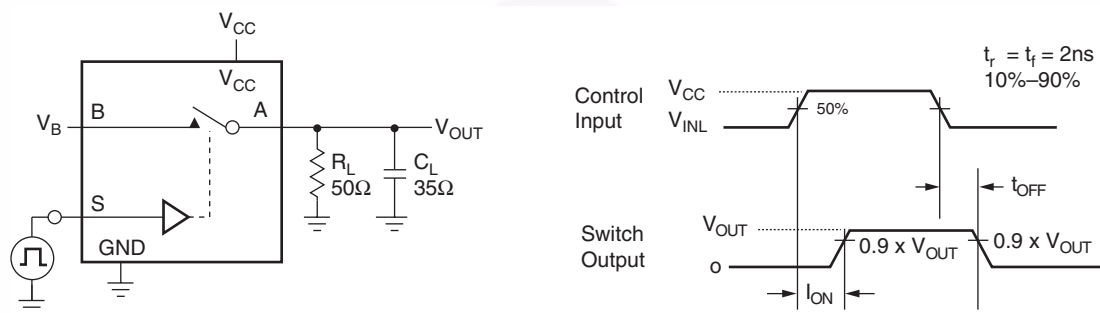 V_CC
V_CC
B
A
V_B
V_OUT
R_L
50Ω
C_L
35Ω
S
GND
t_r = t_f = 2ns
10%–90%
Control
Input
V_CC
V_INL
50%
t_OFF
Switch
Output
V_OUT
o
0.9 x V_OUT
0.9 x V_OUT
I_ON